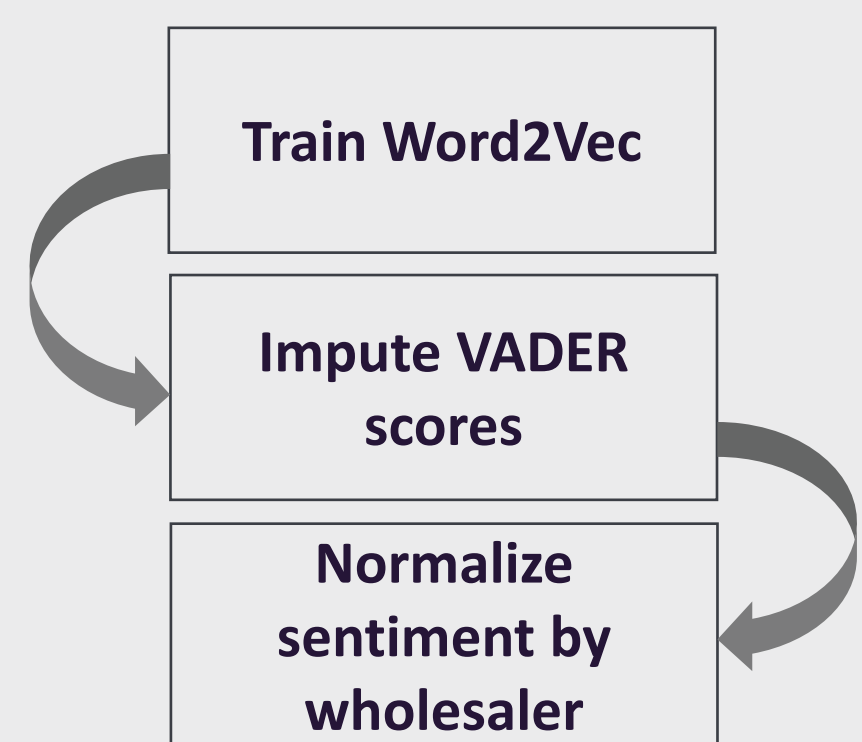 Train Word2Vec
Impute VADER
scores
Normalize
sentiment by
wholesaler